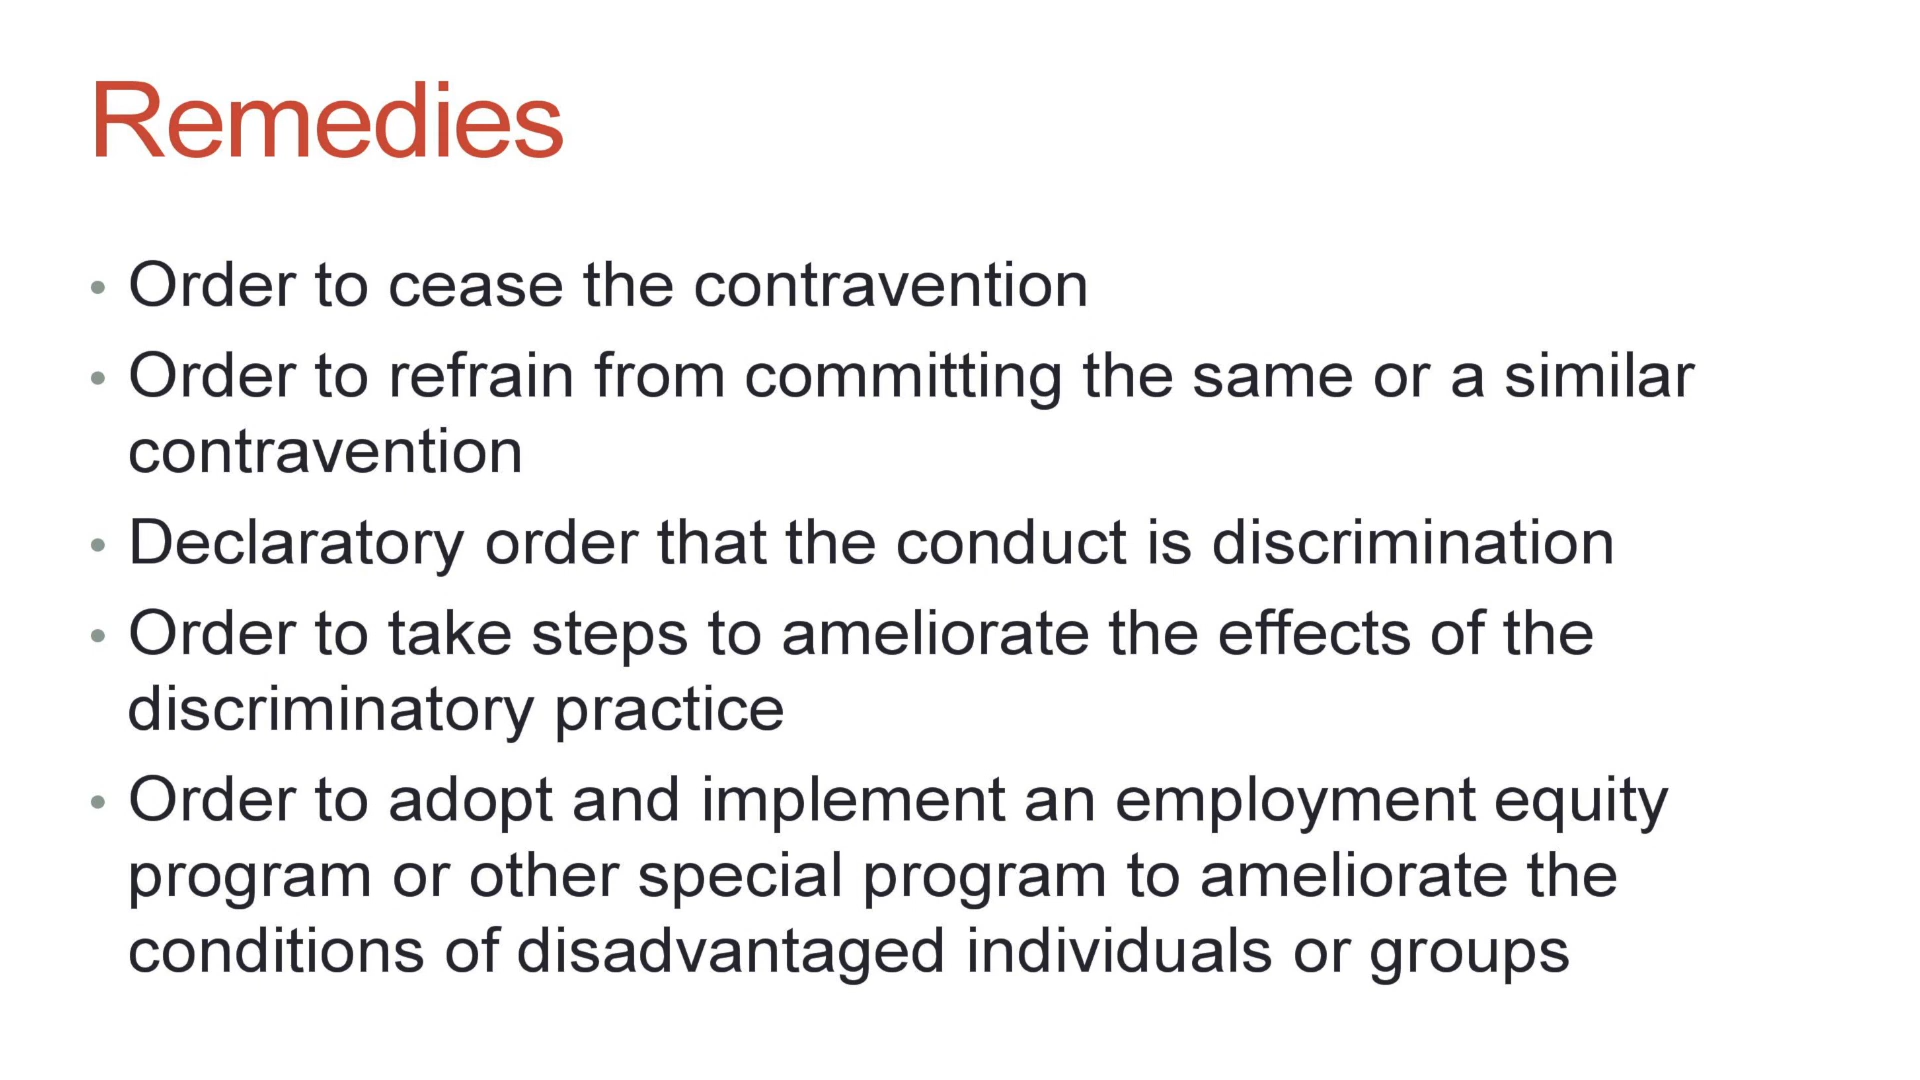 Remedies
• Order to cease the contravention
• Order to refrain from committing the same or a similar
contravention
• Declaratory order that the conduct is discrimination
• Order to take steps to ameliorate the effects of the
discriminatory practice
• Order to adopt and implement an employment equity
program or other special program to ameliorate the
conditions of disadvantaged individuals or groups